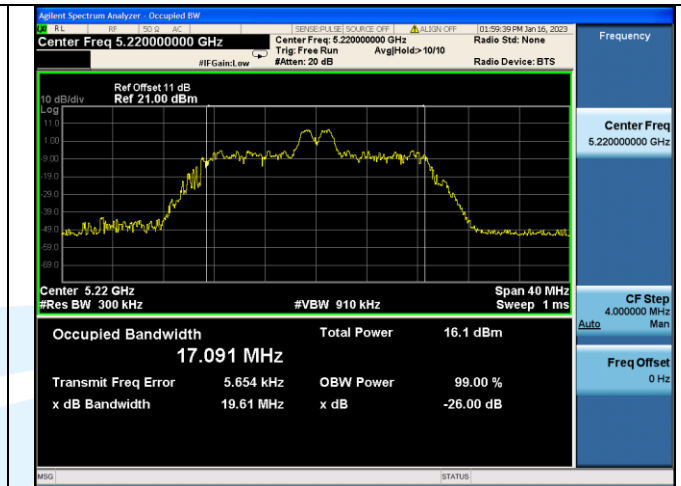 Agilent Spectrum Analyzer - Occupied BW
RL RF 50 Ω AC SENSE:PULSE SOURCE OFF ALIGN OFF 01:59:39 PM Jan 16, 2023
Center Freq 5.220000000 GHz
Center Freq: 5.220000000 GHz
Radio Std: None
Trig: Free Run Avg|Hold:> 10/10
#IFGain:Low
#Atten: 20 dB
Radio Device: BTS
Ref Offset 11 dB
10 dB/div Ref 21.00 dBm
Log
11.0
1.00
-9.00
-19.0
-29.0
-39.0
-49.0
-59.0
-69.0
Center 5.22 GHz Span 40 MHz
#Res BW 300 kHz #VBW 910 kHz Sweep 1 ms
Occupied Bandwidth Total Power 16.1 dBm
17.091 MHz
Transmit Freq Error 5.654 kHz OBW Power 99.00 %
x dB Bandwidth 19.61 MHz x dB -26.00 dB
MSG STATUS
Frequency
Center Freq
5.220000000 GHz
CF Step
4.000000 MHz
Auto Man
Freq Offset
0 Hz